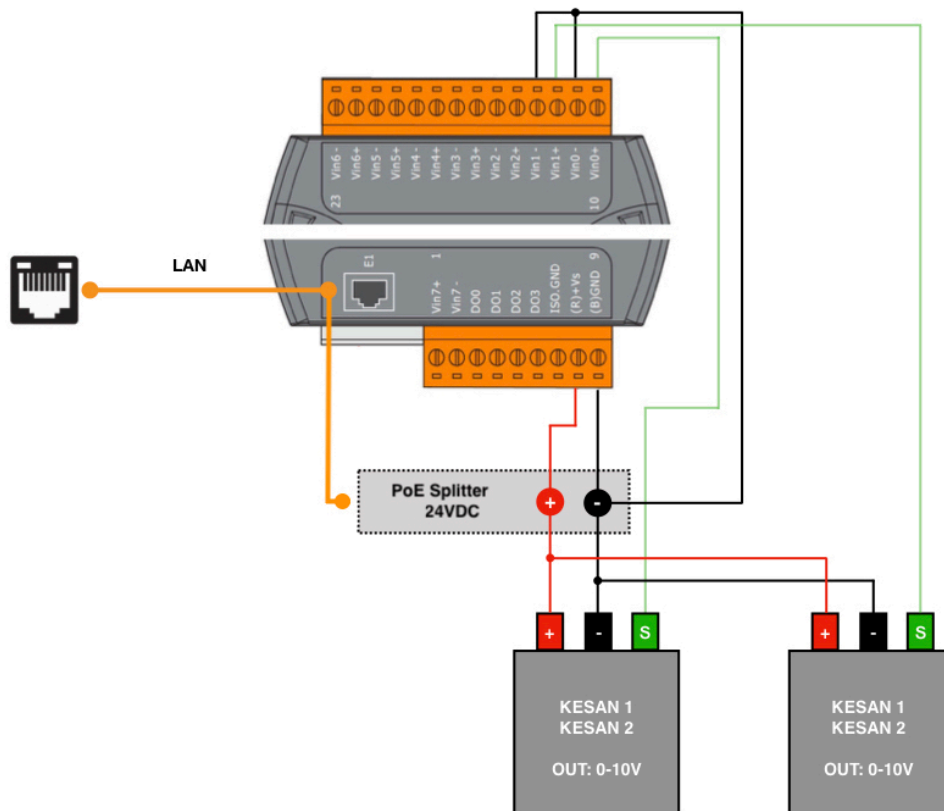 Vin6 -
Vin6+
Vin5 -
Vin5+
Vin4 -
Vin4+
Vin3 -
Vin3+
Vin2 -
Vin2+
Vin1 -
Vin1+
Vin0 -
Vin0+
23
10
LAN
E1
1
9
Vin7+
Vin7 -
DO0
DO1
DO2
DO3
ISO.GND
(R)+Vs
(B)GND
PoE Splitter
24VDC
+
-
+
-
S
+
-
S
KESAN 1
KESAN 2
OUT: 0-10V
KESAN 1
KESAN 2
OUT: 0-10V